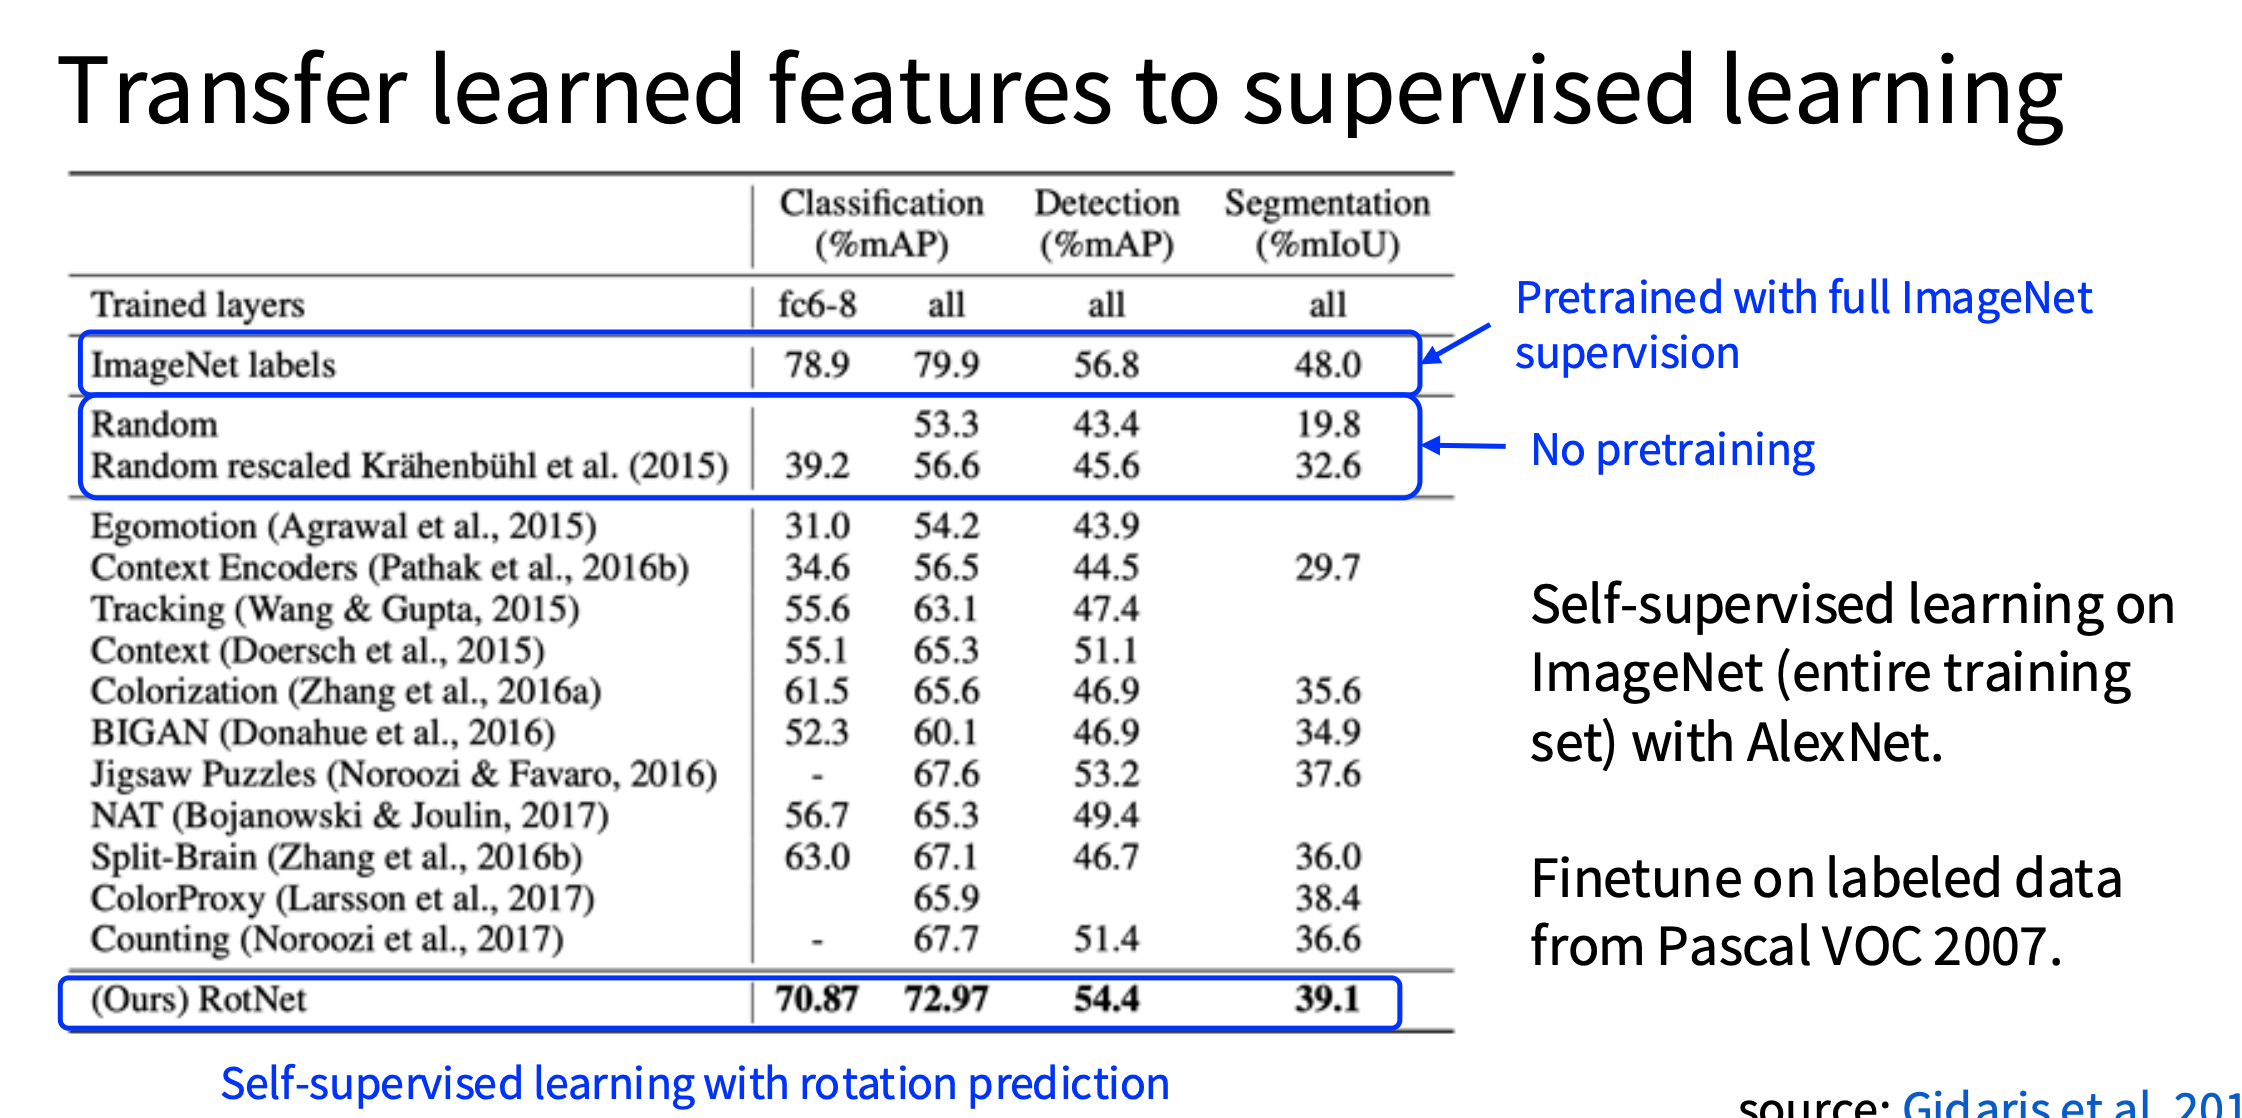 Transfer learned features to supervised learning
Classification Detection Segmentation
(%mAP) (%mAP) (%mIoU)
Trained layers fc6-8 all all all
ImageNet labels 78.9 79.9 56.8 48.0
Random 53.3 43.4 19.8
Random rescaled Krähenbühl et al. (2015) 39.2 56.6 45.6 32.6
Egomotion (Agrawal et al., 2015) 31.0 54.2 43.9
Context Encoders (Pathak et al., 2016b) 34.6 56.5 44.5 29.7
Tracking (Wang & Gupta, 2015) 55.6 63.1 47.4
Context (Doersch et al., 2015) 55.1 65.3 51.1
Colorization (Zhang et al., 2016a) 61.5 65.6 46.9 35.6
BIGAN (Donahue et al., 2016) 52.3 60.1 46.9 34.9
Jigsaw Puzzles (Noroozi & Favaro, 2016) - 67.6 53.2 37.6
NAT (Bojanowski & Joulin, 2017) 56.7 65.3 49.4
Split-Brain (Zhang et al., 2016b) 63.0 67.1 46.7 36.0
ColorProxy (Larsson et al., 2017) 65.9 38.4
Counting (Noroozi et al., 2017) - 67.7 51.4 36.6
(Ours) RotNet 70.87 72.97 54.4 39.1
Self-supervised learning with rotation prediction
Pretrained with full ImageNet
supervision
No pretraining
Self-supervised learning on
ImageNet (entire training
set) with AlexNet.
Finetune on labeled data
from Pascal VOC 2007.
source: Gidaris et al. 201